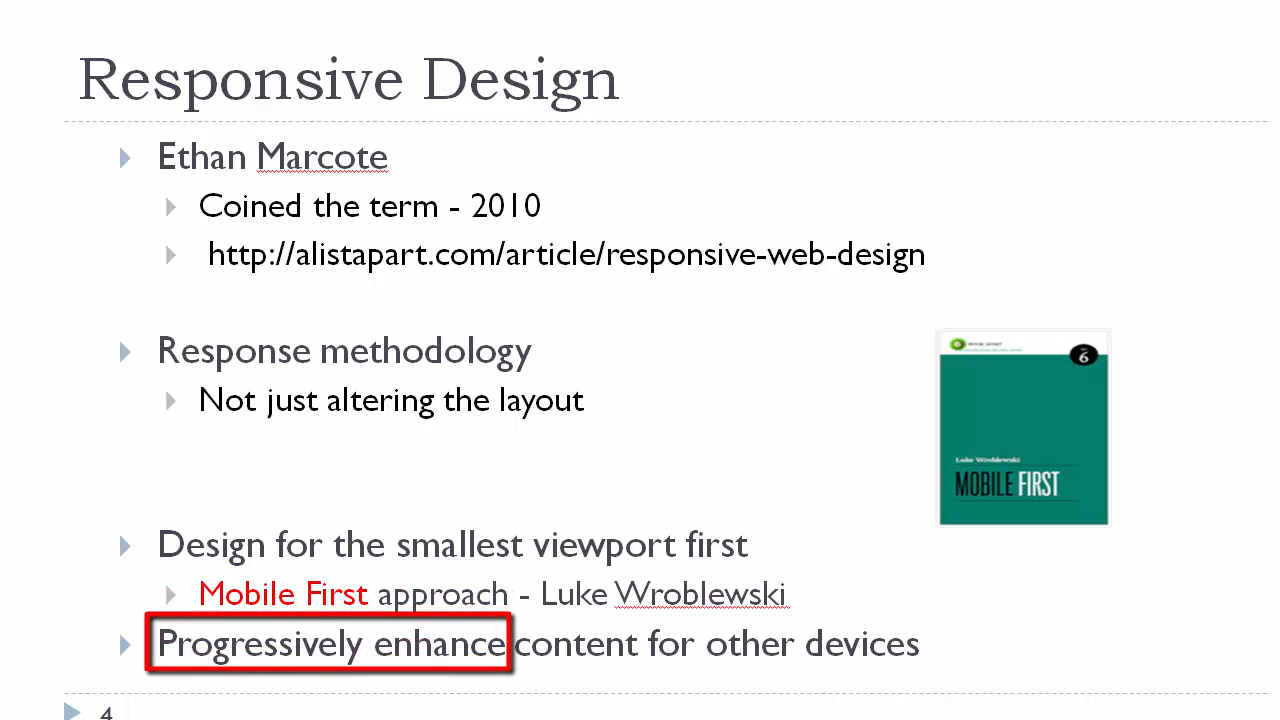 Responsive Design
Ethan Marcote
Coined the term - 2010
http://alistapart.com/article/responsive-web-design
Response methodology
Not just altering the layout
6
Luke Wroblewski
MOBILE FIRST
Design for the smallest viewport first
Mobile First approach - Luke Wroblewski
Progressively enhance content for other devices
4